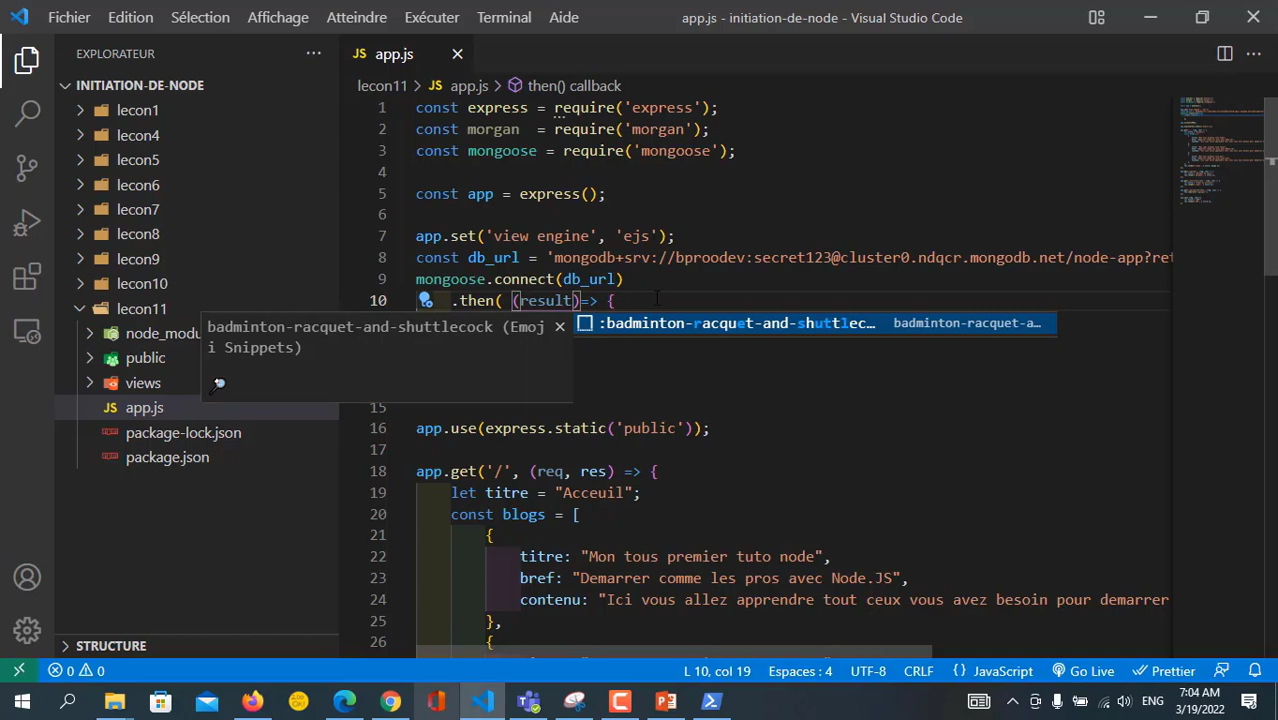 Fichier Edition Sélection Affichage Atteindre Exécuter Terminal Aide app.js - initiation-de-node - Visual Studio Code
EXPLORATEUR
INITIATION-DE-NODE
lecon1
lecon4
lecon5
lecon6
lecon7
lecon8
lecon9
lecon10
lecon11
node_modu
public
views
JS app.js
package-lock.json
package.json
STRUCTURE
JS app.js
lecon11 > JS app.js > then() callback
1 const express = require('express');
2 const morgan = require('morgan');
3 const mongoose = require('mongoose');
4
5 const app = express();
6
7 app.set('view engine', 'ejs');
8 const db_url = 'mongodb+srv://bproodev:secret123@cluster0.ndqcr.mongodb.net/node-app?ret
9 mongoose.connect(db_url)
10 .then( (result)=> {
badminton-racquet-and-shuttlecock (Emoj
i Snippets)
:badminton-racquet-and-shuttlec… badminton-racquet-a…
15
16 app.use(express.static('public'));
17
18 app.get('/', (req, res) => {
19 let titre = "Acceuil";
20 const blogs = [
21 {
22 titre: "Mon tous premier tuto node",
23 bref: "Demarrer comme les pros avec Node.JS",
24 contenu: "Ici vous allez apprendre tout ceux vous avez besoin pour demarrer
25 },
26 {
0 0 L 10, col 19 Espaces : 4 UTF-8 CRLF {} JavaScript Go Live Prettier
ENG 7:04 AM
3/19/2022